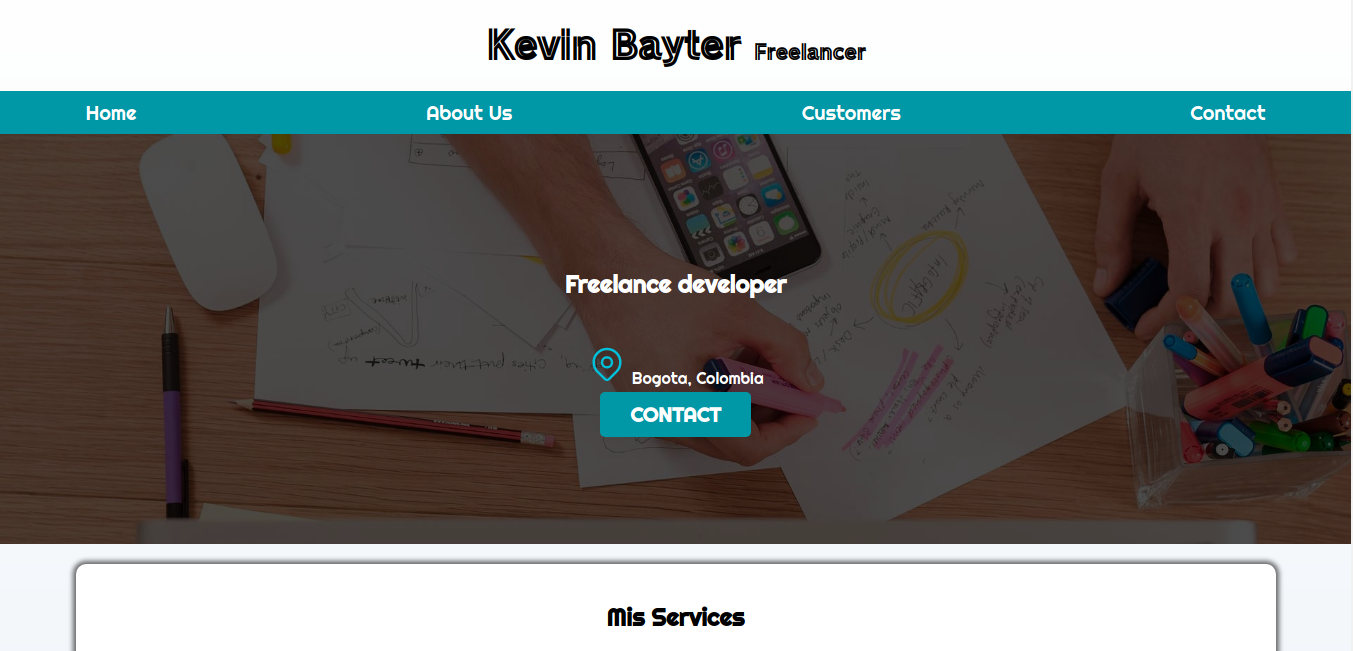 Kevin Bayter Freelancer
Home About Us Customers Contact
Freelance developer
Bogota, Colombia
CONTACT
Mis Services